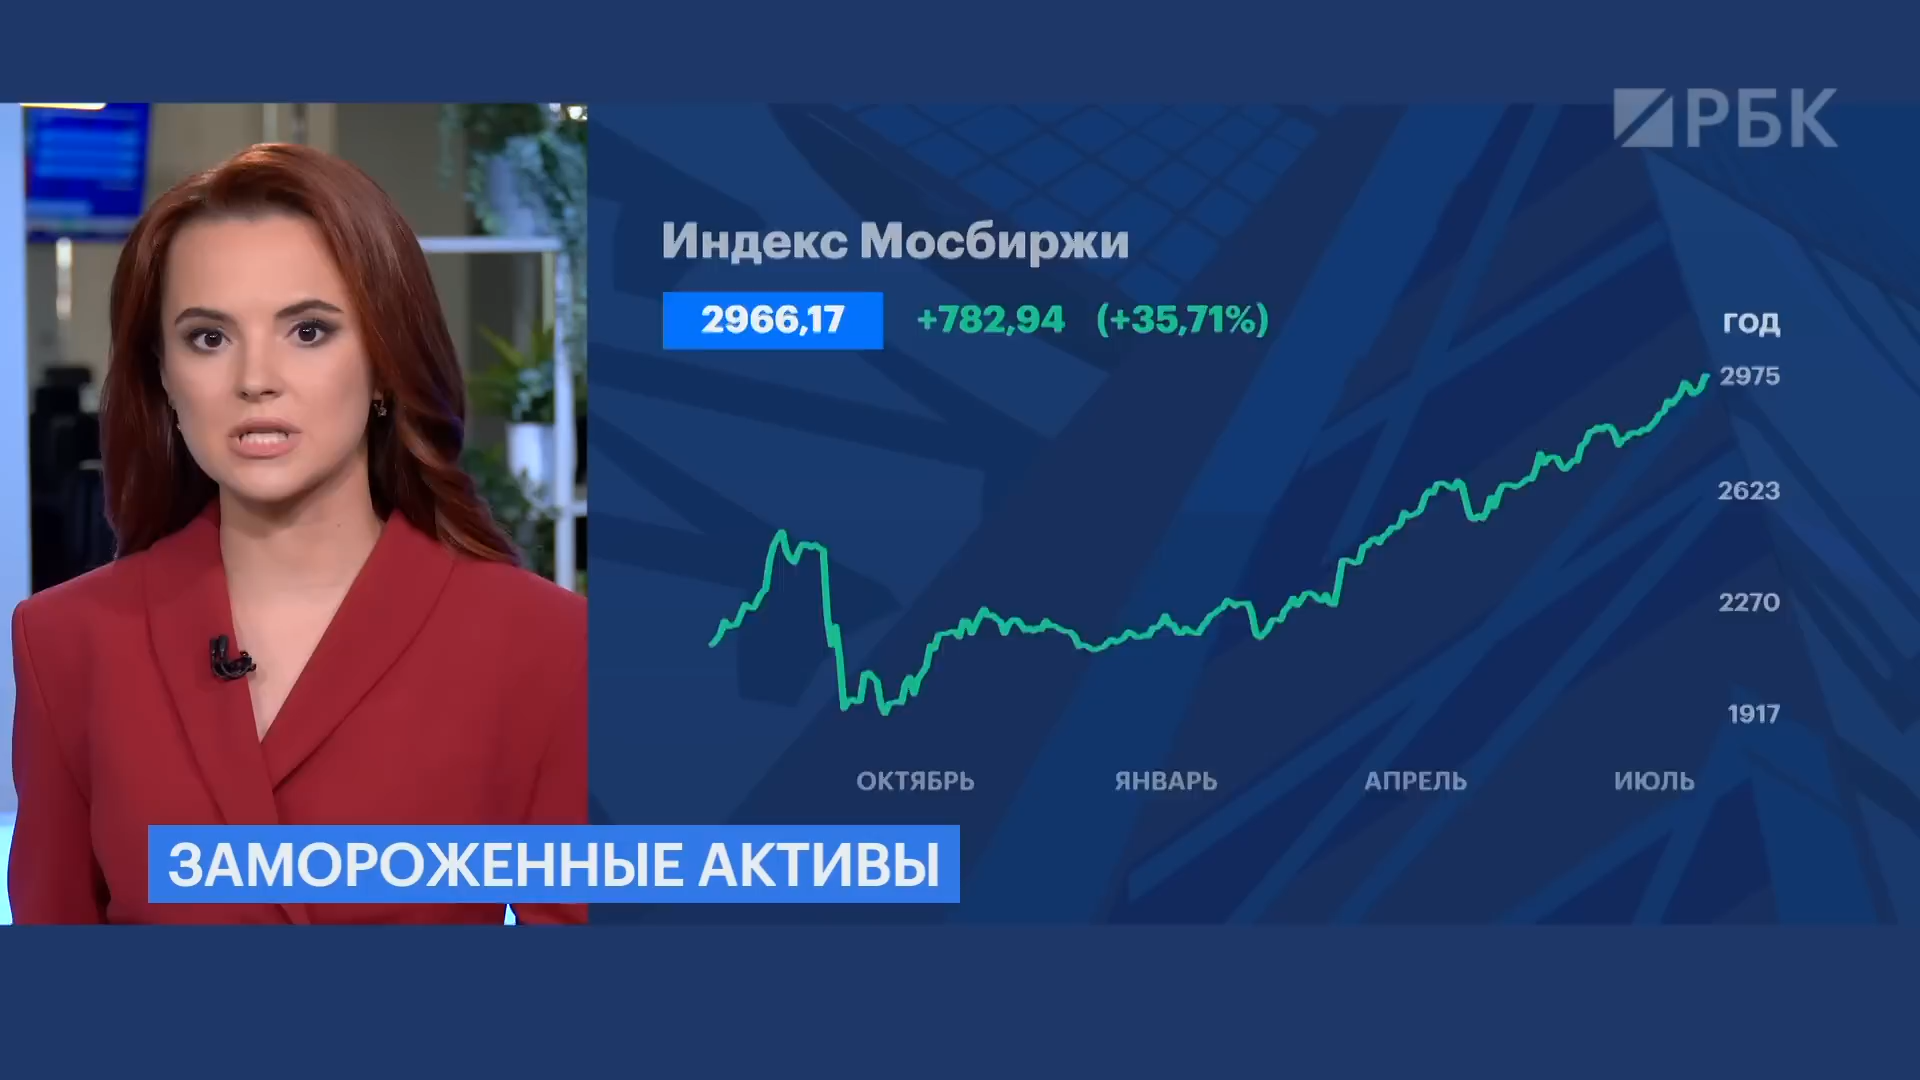 РБК
Индекс Мосбиржи
2966,17 +782,94 (+35,71%)
ГОД
2975
2623
2270
1917
ОКТЯБРЬ ЯНВАРЬ АПРЕЛЬ ИЮЛЬ
ЗАМОРОЖЕННЫЕ АКТИВЫ